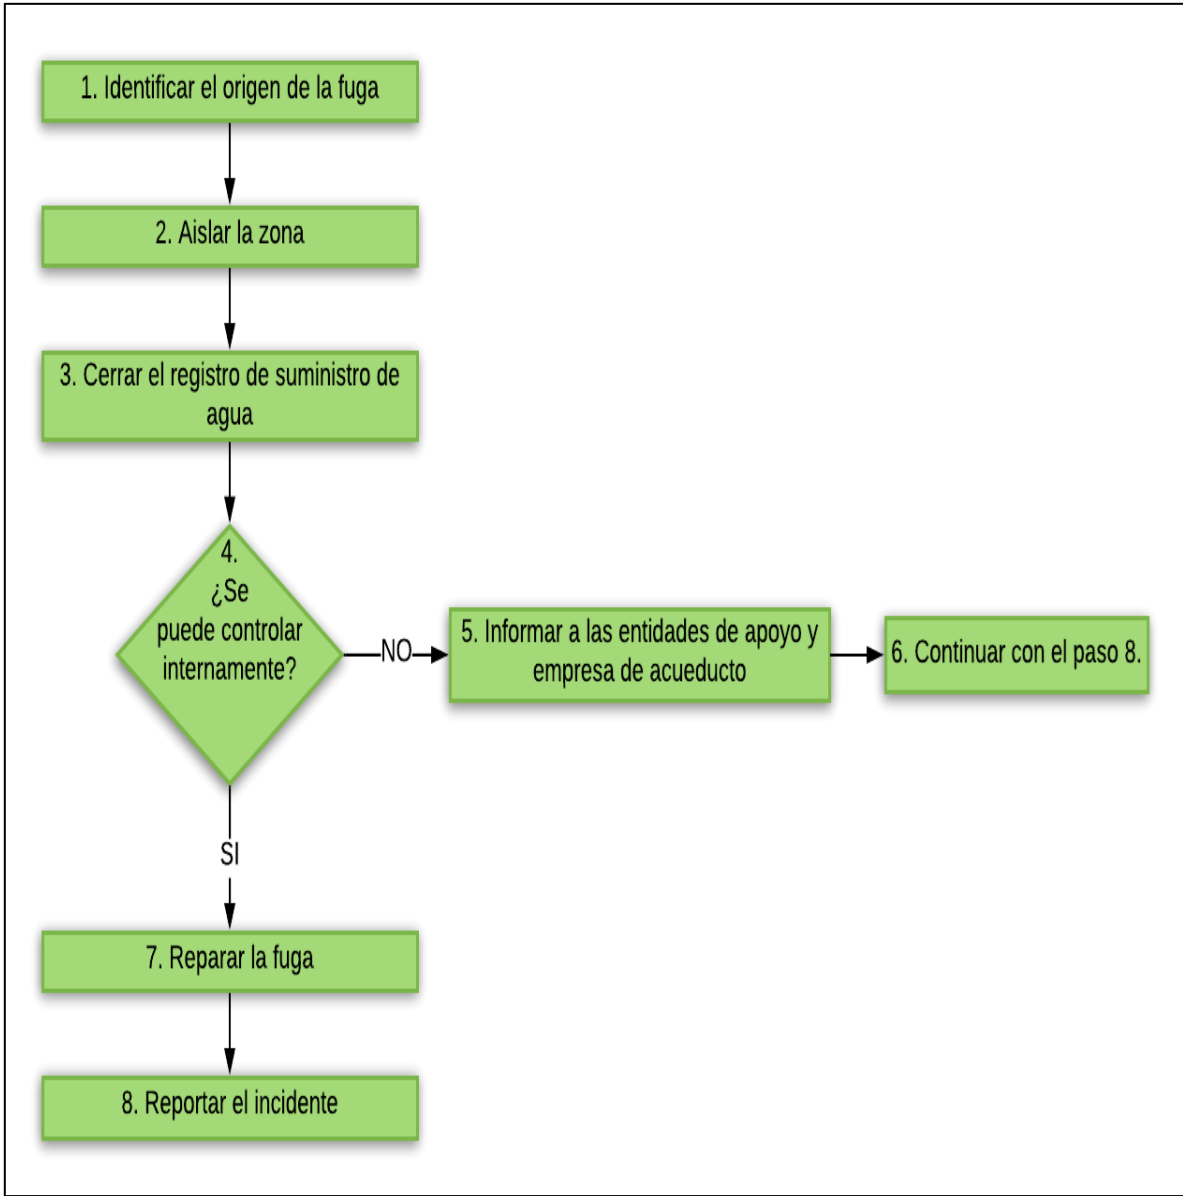 1. Identificar el origen de la fuga
2. Aislar la zona
3. Cerrar el registro de suministro de
agua
4.
¿Se
puede controlar
internamente?
NO
5. Informar a las entidades de apoyo y
empresa de acueducto
6. Continuar con el paso 8.
SI
7. Reparar la fuga
8. Reportar el incidente